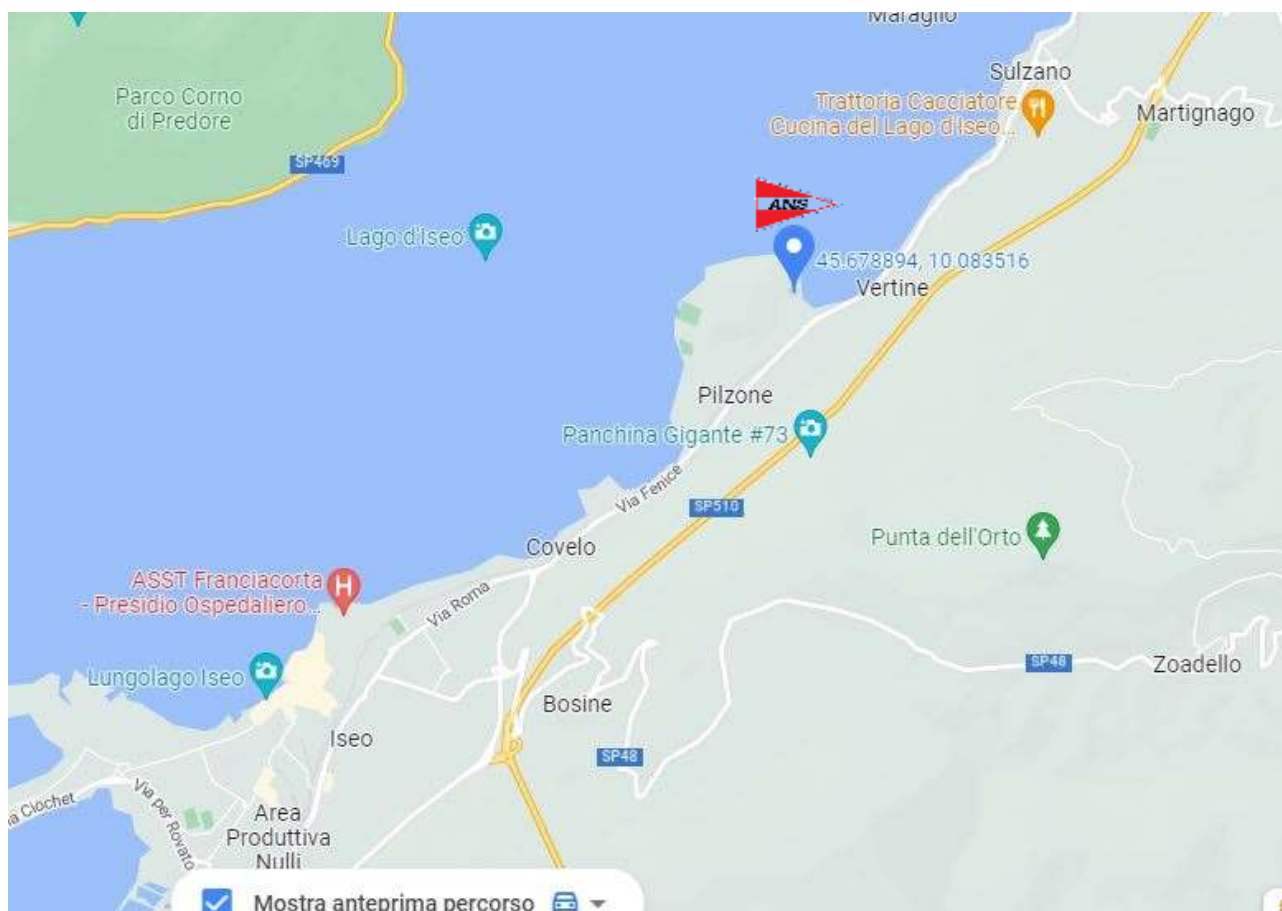 Maraglio
Sulzano
Parco Corno
di Predore
Trattoria Cacciatore
Cucina del Lago d'Iseo...
Martignago
SP469
ANS
Lago d'Iseo
45.678894, 10.083516
Vertine
Pilzone
Panchina Gigante #73
Via Fenice
SP510
Punta dell'Orto
Covelo
ASST Franciacorta
- Presidio Ospedaliero...
Via Roma
Lungolago Iseo
SP48
Zoadello
Bosine
Iseo
SP48
Via per Rovato
Ciochet
Area
Produttiva
Nulli
Mostra anteprima percorso